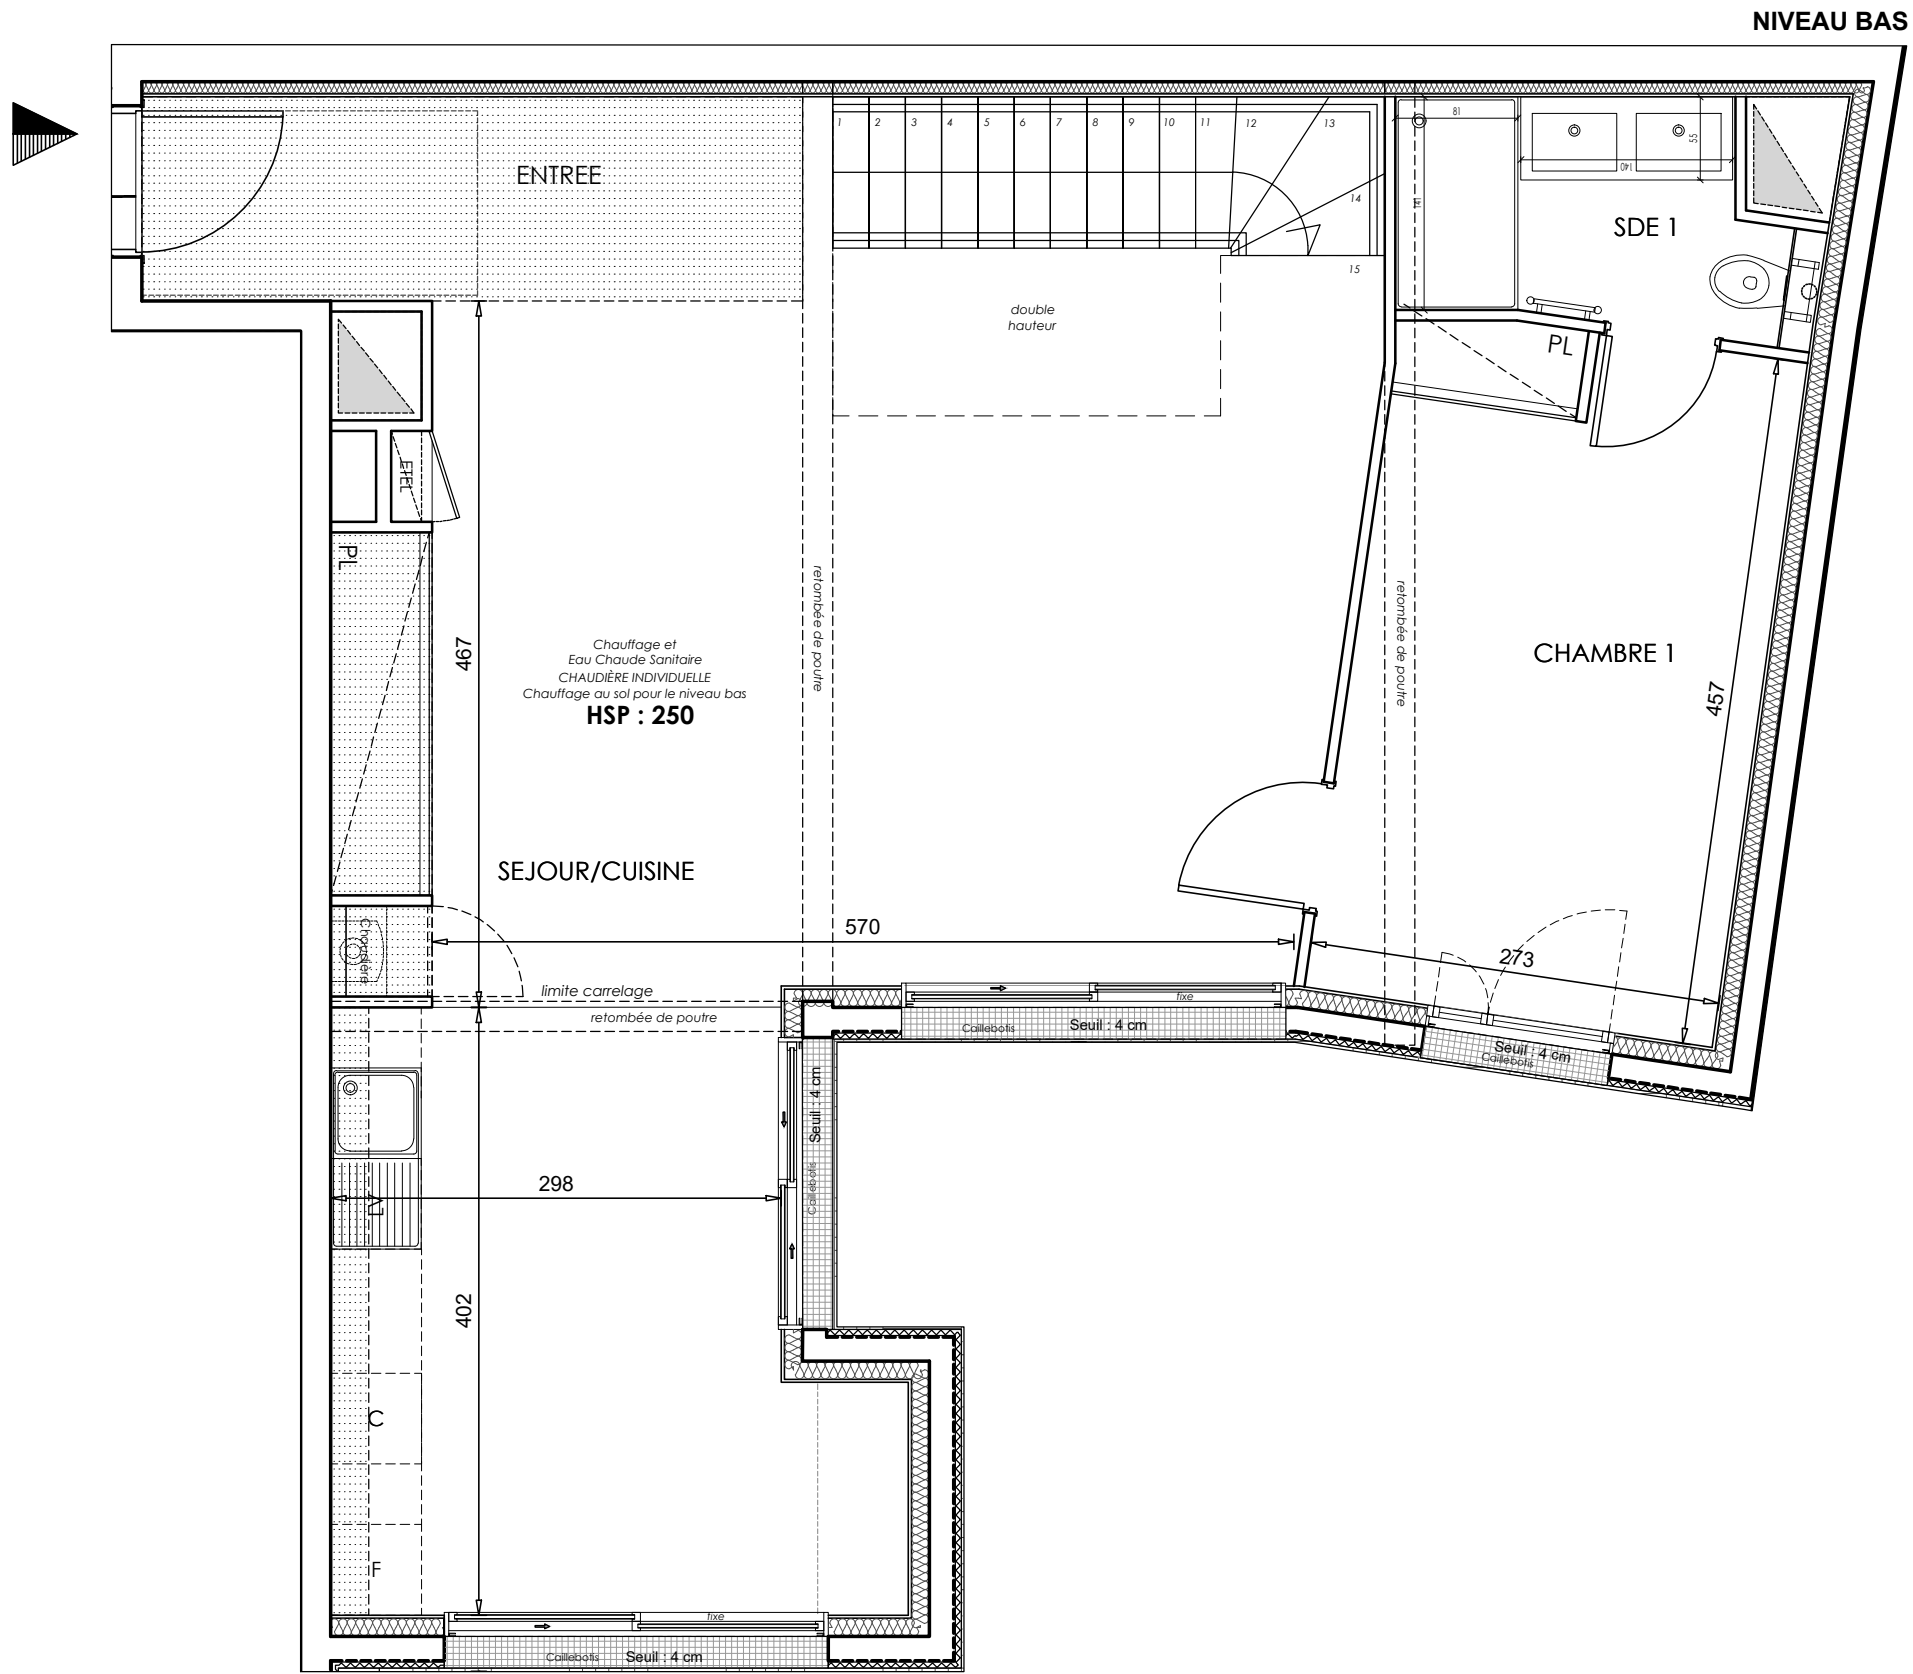 NIVEAU BAS
ENTREE
1 2 3 4 5 6 7 8 9 10 11 12 13
14
15
81
140
55
141
SDE 1
PL
double
hauteur
ETEL
PL
467
Chauffage et
Eau Chaude Sanitaire
CHAUDIÈRE INDIVIDUELLE
Chauffage au sol pour le niveau bas
HSP : 250
retombée de poutre
retombée de poutre
CHAMBRE 1
457
SEJOUR/CUISINE
Chaudière
570
273
limite carrelage
retombée de poutre
fixe
Caillebotis
Seuil : 4 cm
Seuil : 4 cm
Caillebotis
Seuil : 4 cm
Caillebotis
298
LV
402
C
F
fixe
Caillebotis
Seuil : 4 cm